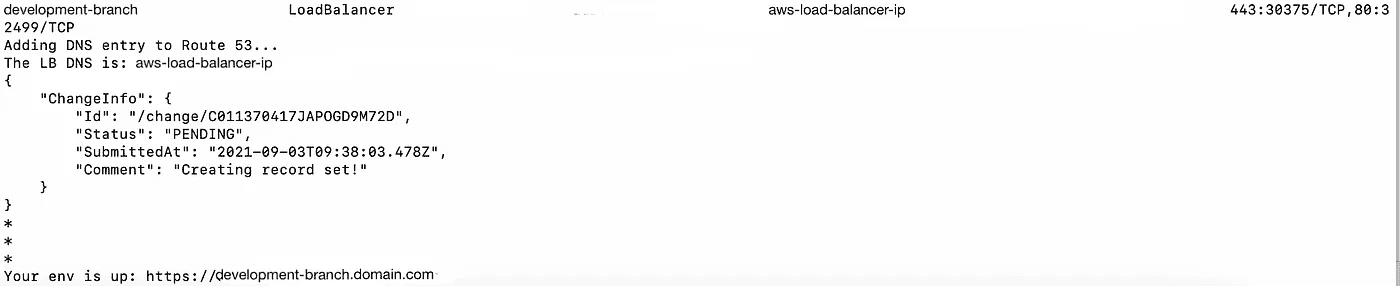 development-branch LoadBalancer aws-load-balancer-ip 443:30375/TCP,80:3
2499/TCP
Adding DNS entry to Route 53...
The LB DNS is: aws-load-balancer-ip
{
    "ChangeInfo": {
        "Id": "/change/C011370417JAPOGD9M72D",
        "Status": "PENDING",
        "SubmittedAt": "2021-09-03T09:38:03.478Z",
        "Comment": "Creating record set!"
    }
}
*
*
*
Your env is up: https://development-branch.domain.com